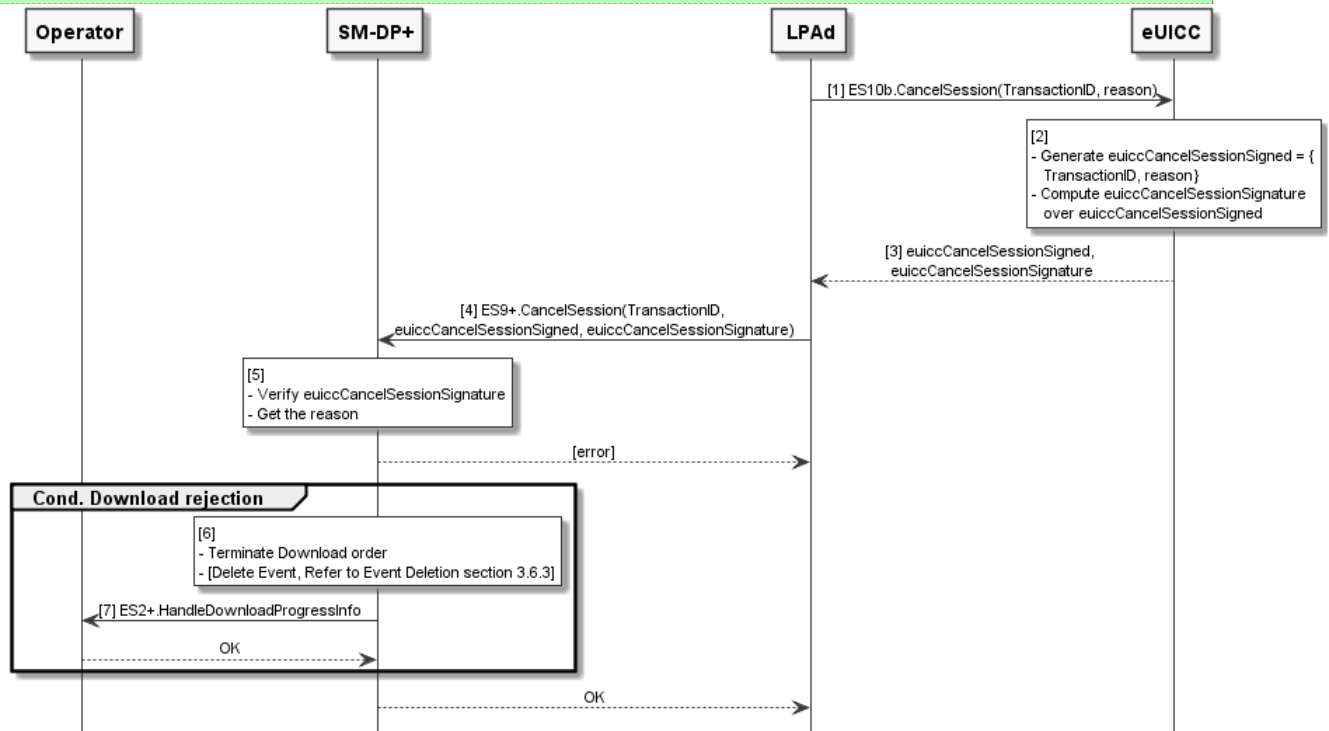 Operator
SM-DP+
LPAd
eUICC
[1] ES10b.CancelSession(TransactionID, reason)
[2]
- Generate euiccCancelSessionSigned = {
TransactionID, reason}
- Compute euiccCancelSessionSignature
over euiccCancelSessionSigned
[3] euiccCancelSessionSigned,
euiccCancelSessionSignature
[4] ES9+.CancelSession(TransactionID,
euiccCancelSessionSigned, euiccCancelSessionSignature)
[5]
- Verify euiccCancelSessionSignature
- Get the reason
[error]
Cond. Download rejection
[6]
- Terminate Download order
- [Delete Event, Refer to Event Deletion section 3.6.3]
[7] ES2+.HandleDownloadProgressInfo
OK
OK